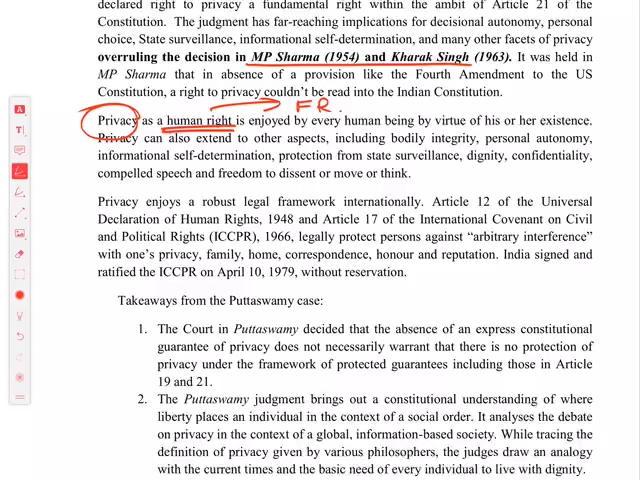 declared right to privacy a fundamental right within the ambit of Article 21 of the
Constitution. The judgment has far-reaching implications for decisional autonomy, personal
choice, State surveillance, informational self-determination, and many other facets of privacy
overruling the decision in MP Sharma (1954) and Kharak Singh (1963). It was held in
MP Sharma that in absence of a provision like the Fourth Amendment to the US
Constitution, a right to privacy couldn't be read into the Indian Constitution.
FR.
Privacy as a human right is enjoyed by every human being by virtue of his or her existence.
Privacy can also extend to other aspects, including bodily integrity, personal autonomy,
informational self-determination, protection from state surveillance, dignity, confidentiality,
compelled speech and freedom to dissent or move or think.
Privacy enjoys a robust legal framework internationally. Article 12 of the Universal
Declaration of Human Rights, 1948 and Article 17 of the International Covenant on Civil
and Political Rights (ICCPR), 1966, legally protect persons against “arbitrary interference”
with one's privacy, family, home, correspondence, honour and reputation. India signed and
ratified the ICCPR on April 10, 1979, without reservation.
Takeaways from the Puttaswamy case:
1. The Court in Puttaswamy decided that the absence of an express constitutional
guarantee of privacy does not necessarily warrant that there is no protection of
privacy under the framework of protected guarantees including those in Article
19 and 21.
2. The Puttaswamy judgment brings out a constitutional understanding of where
liberty places an individual in the context of a social order. It analyses the debate
on privacy in the context of a global, information-based society. While tracing the
definition of privacy given by various philosophers, the judges draw an analogy
with the current times and the basic need of every individual to live with dignity.